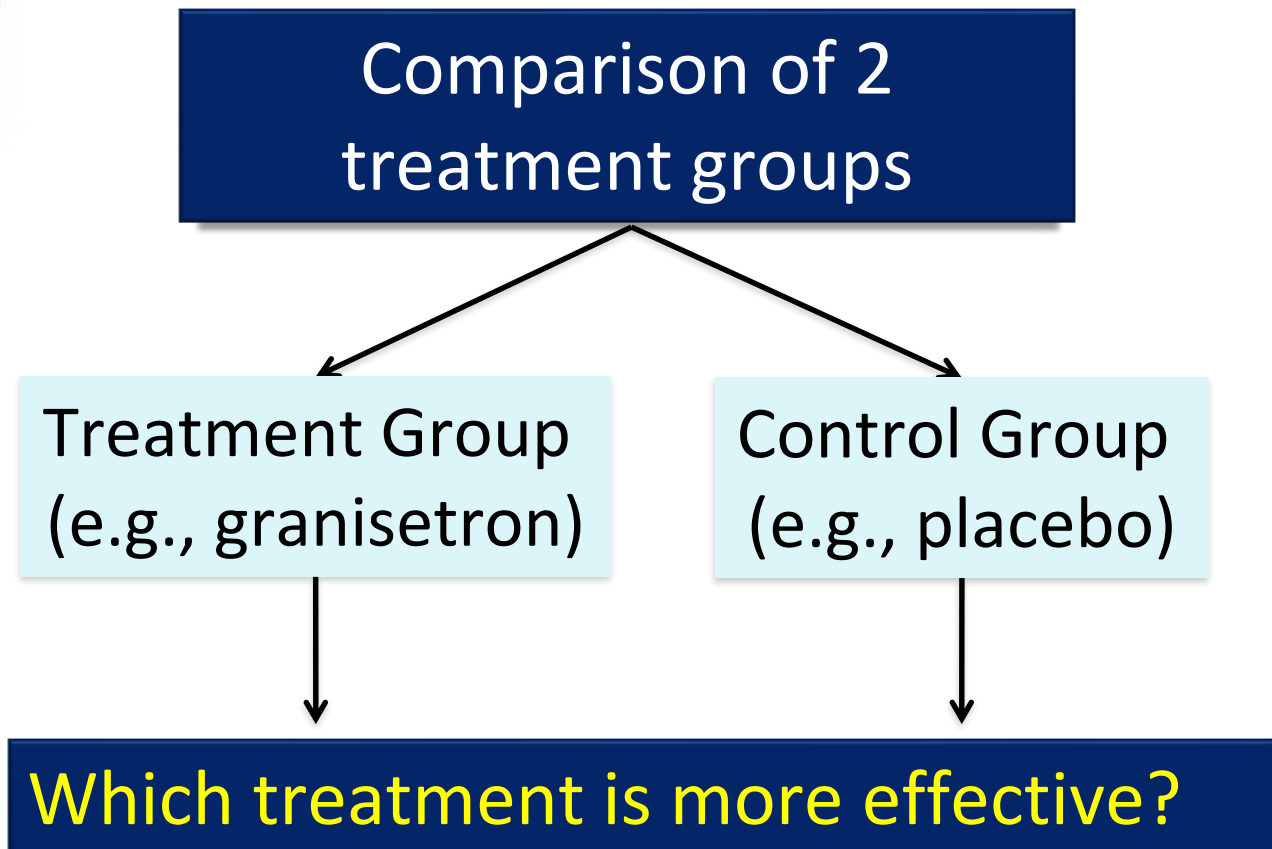 Comparison of 2
treatment groups
Treatment Group
(e.g., granisetron)
Control Group
(e.g., placebo)
Which treatment is more effective?